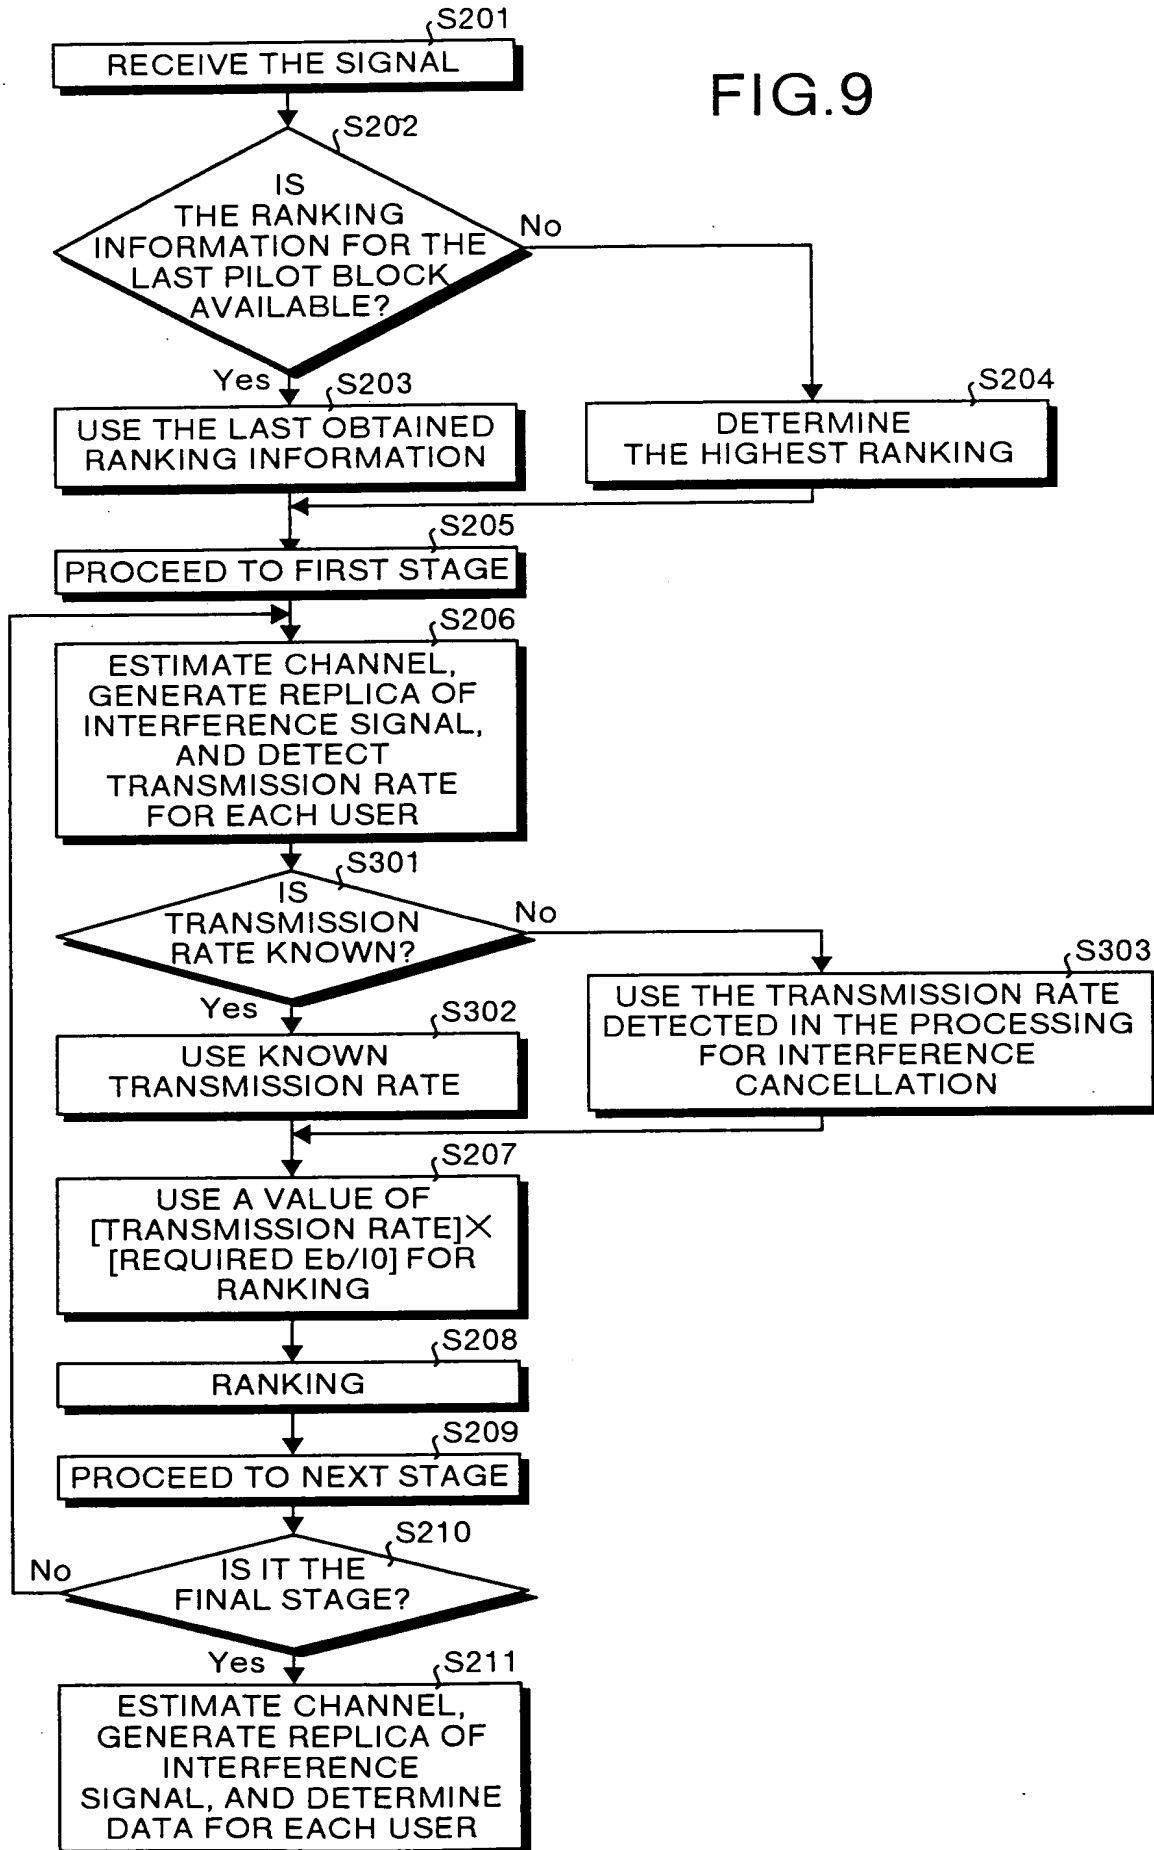 FIG.9
S201
RECEIVE THE SIGNAL
S202
IS
THE RANKING
INFORMATION FOR THE
LAST PILOT BLOCK
AVAILABLE?
No
Yes
S203
USE THE LAST OBTAINED
RANKING INFORMATION
S204
DETERMINE
THE HIGHEST RANKING
S205
PROCEED TO FIRST STAGE
S206
ESTIMATE CHANNEL,
GENERATE REPLICA OF
INTERFERENCE SIGNAL,
AND DETECT
TRANSMISSION RATE
FOR EACH USER
S301
IS
TRANSMISSION
RATE KNOWN?
No
Yes
S302
USE KNOWN
TRANSMISSION RATE
S303
USE THE TRANSMISSION RATE
DETECTED IN THE PROCESSING
FOR INTERFERENCE
CANCELLATION
S207
USE A VALUE OF
[TRANSMISSION RATE]×
[REQUIRED Eb/I0] FOR
RANKING
S208
RANKING
S209
PROCEED TO NEXT STAGE
S210
IS IT THE
FINAL STAGE?
No
Yes
S211
ESTIMATE CHANNEL,
GENERATE REPLICA OF
INTERFERENCE
SIGNAL, AND DETERMINE
DATA FOR EACH USER